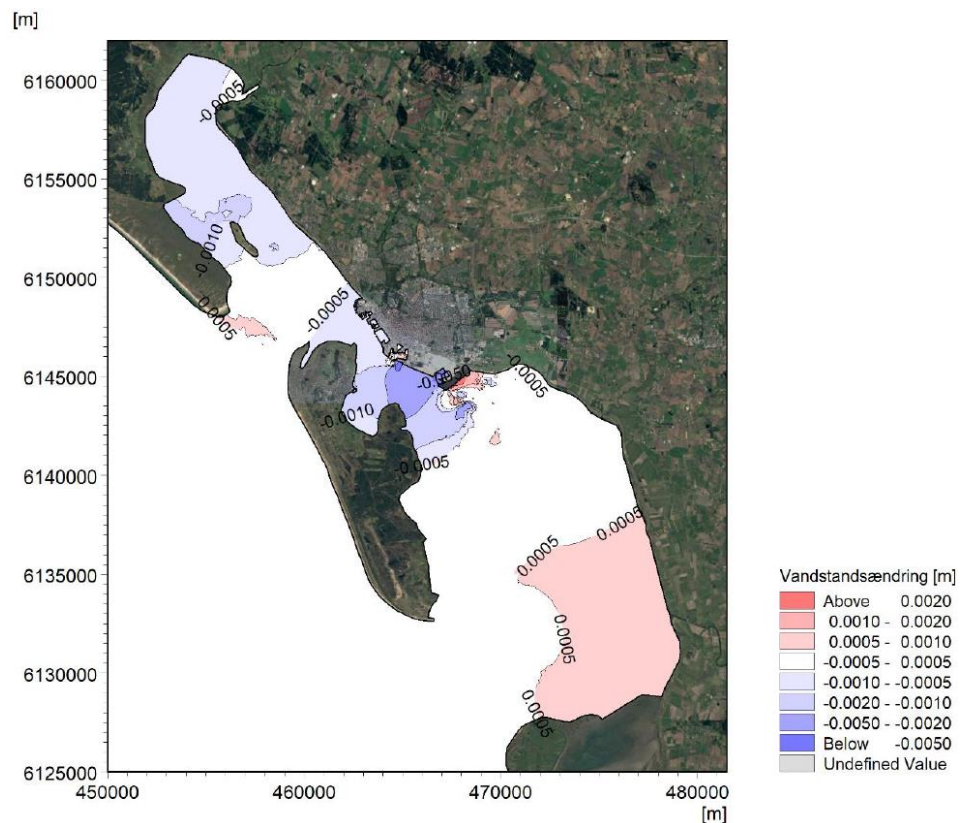 [m]
6160000
-0.0005
6155000
-0.0010
6150000
0.0005
-0.0005
6145000
-0.0050
-0.0005
-0.0010
6140000
-0.0005
0.0005
0.0005
6135000
0.0005
6130000
0.0005
6125000
450000 460000 470000 480000
[m]
Vandstandsændring [m]
Above 0.0020
0.0010 - 0.0020
0.0005 - 0.0010
-0.0005 - 0.0005
-0.0010 - -0.0005
-0.0020 - -0.0010
-0.0050 - -0.0020
Below -0.0050
Undefined Value